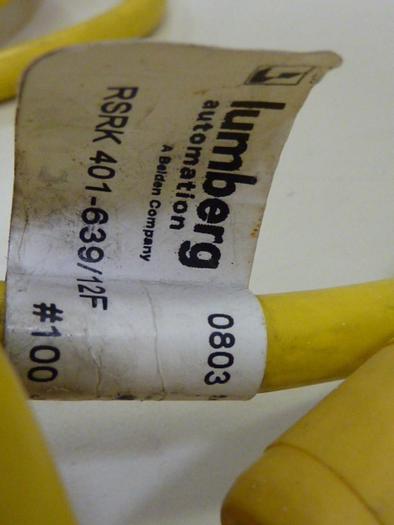 lumberg
automation
A Belden Company
RSRK 401-639/12F
0803
#100